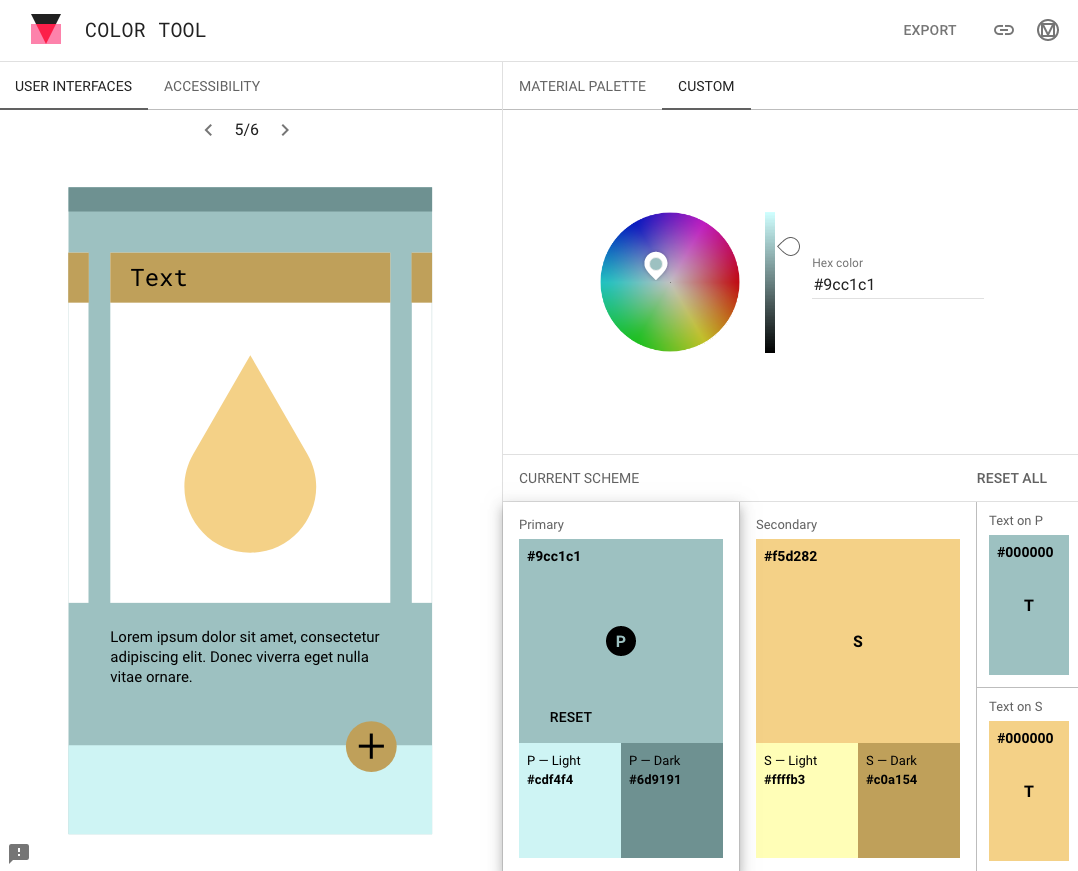 COLOR TOOL
EXPORT
USER INTERFACES
ACCESSIBILITY
MATERIAL PALETTE
CUSTOM
5/6
Text
Lorem ipsum dolor sit amet, consectetur
adipiscing elit. Donec viverra eget nulla
vitae ornare.
Hex color
#9cc1c1
CURRENT SCHEME
RESET ALL
Primary
#9cc1c1
P
RESET
P — Light
#cdf4f4
P — Dark
#6d9191
Secondary
#f5d282
S
S — Light
#ffffb3
S — Dark
#c0a154
Text on P
#000000
T
Text on S
#000000
T